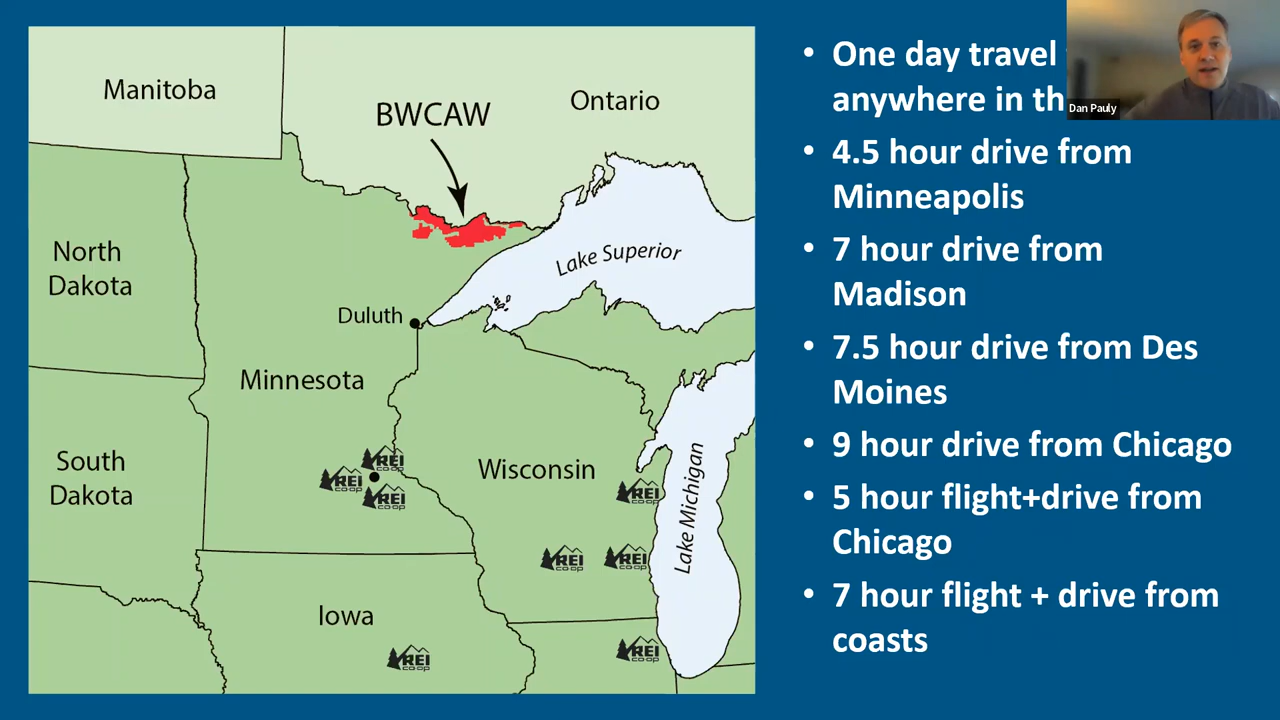 Manitoba
BWCAW
Ontario
North
Dakota
Lake Superior
Duluth
Minnesota
South
Dakota
Wisconsin
Lake Michigan
Iowa
REI
co·op
REI
co·op
REI
co·op
REI
co·op
REI
co·op
REI
co·op
REI
co·op
REI
co·op
• One day travel
anywhere in th
• 4.5 hour drive from
Minneapolis
• 7 hour drive from
Madison
• 7.5 hour drive from Des
Moines
• 9 hour drive from Chicago
• 5 hour flight+drive from
Chicago
• 7 hour flight + drive from
coasts
Dan Pauly